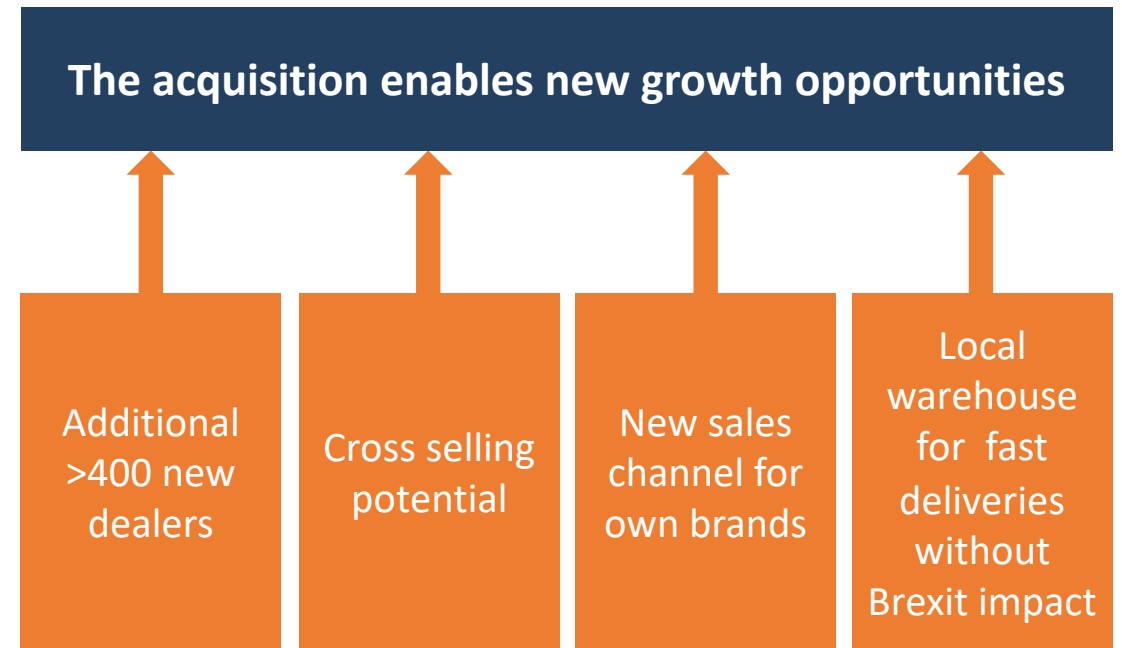 The acquisition enables new growth opportunities
Additional
>400 new
dealers
Cross selling
potential
New sales
channel for
own brands
Local
warehouse
for fast
deliveries
without
Brexit impact